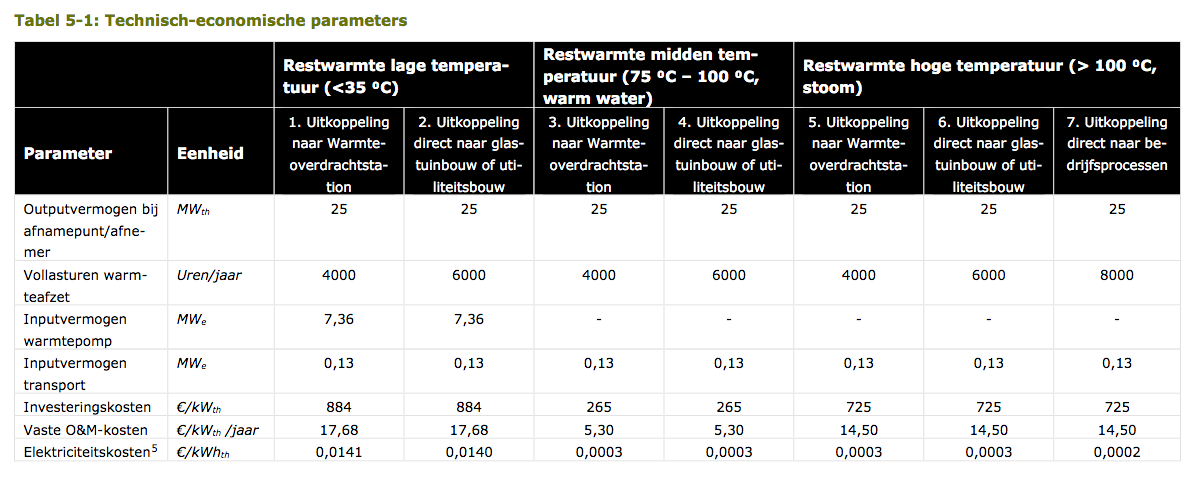 Tabel 5-1: Technisch-economische parameters
Restwarmte lage tempera-
tuur (<35 ºC)
Restwarmte midden tem-
peratuur (75 ºC – 100 ºC,
warm water)
Restwarmte hoge temperatuur (> 100 ºC,
stoom)
Parameter
Eenheid
1. Uitkoppeling
naar Warmte-
overdrachtsta-
tion
2. Uitkoppeling
direct naar glas-
tuinbouw of uti-
liteitsbouw
3. Uitkoppeling
naar Warmte-
overdrachtsta-
tion
4. Uitkoppeling
direct naar glas-
tuinbouw of uti-
liteitsbouw
5. Uitkoppeling
naar Warmte-
overdrachtsta-
tion
6. Uitkoppeling
direct naar glas-
tuinbouw of uti-
liteitsbouw
7. Uitkoppeling
direct naar be-
drijfsprocessen
Outputvermogen bij
afnamepunt/afne-
mer
MWth 25 25 25 25 25 25 25
Vollasturen warm-
teafzet
Uren/jaar 4000 6000 4000 6000 4000 6000 8000
Inputvermogen
warmtepomp
MWe 7,36 7,36 - - - - -
Inputvermogen
transport
MWe 0,13 0,13 0,13 0,13 0,13 0,13 0,13
Investeringskosten €/kWth 884 884 265 265 725 725 725
Vaste O&M-kosten €/kWth /jaar 17,68 17,68 5,30 5,30 14,50 14,50 14,50
Elektriciteitskosten5 €/kWhth 0,0141 0,0140 0,0003 0,0003 0,0003 0,0003 0,0002